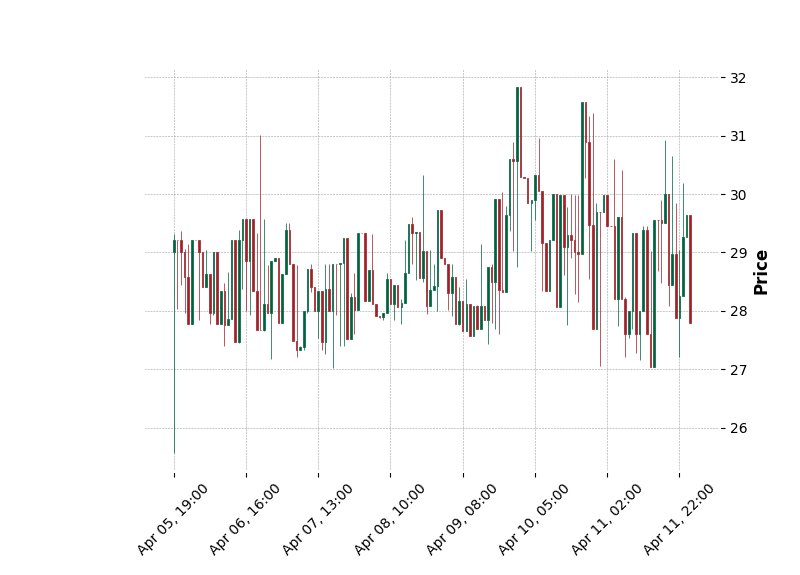 32
31
30
29
28
27
26
Price
Apr 05, 19:00
Apr 06, 16:00
Apr 07, 13:00
Apr 08, 10:00
Apr 09, 08:00
Apr 10, 05:00
Apr 11, 02:00
Apr 11, 22:00